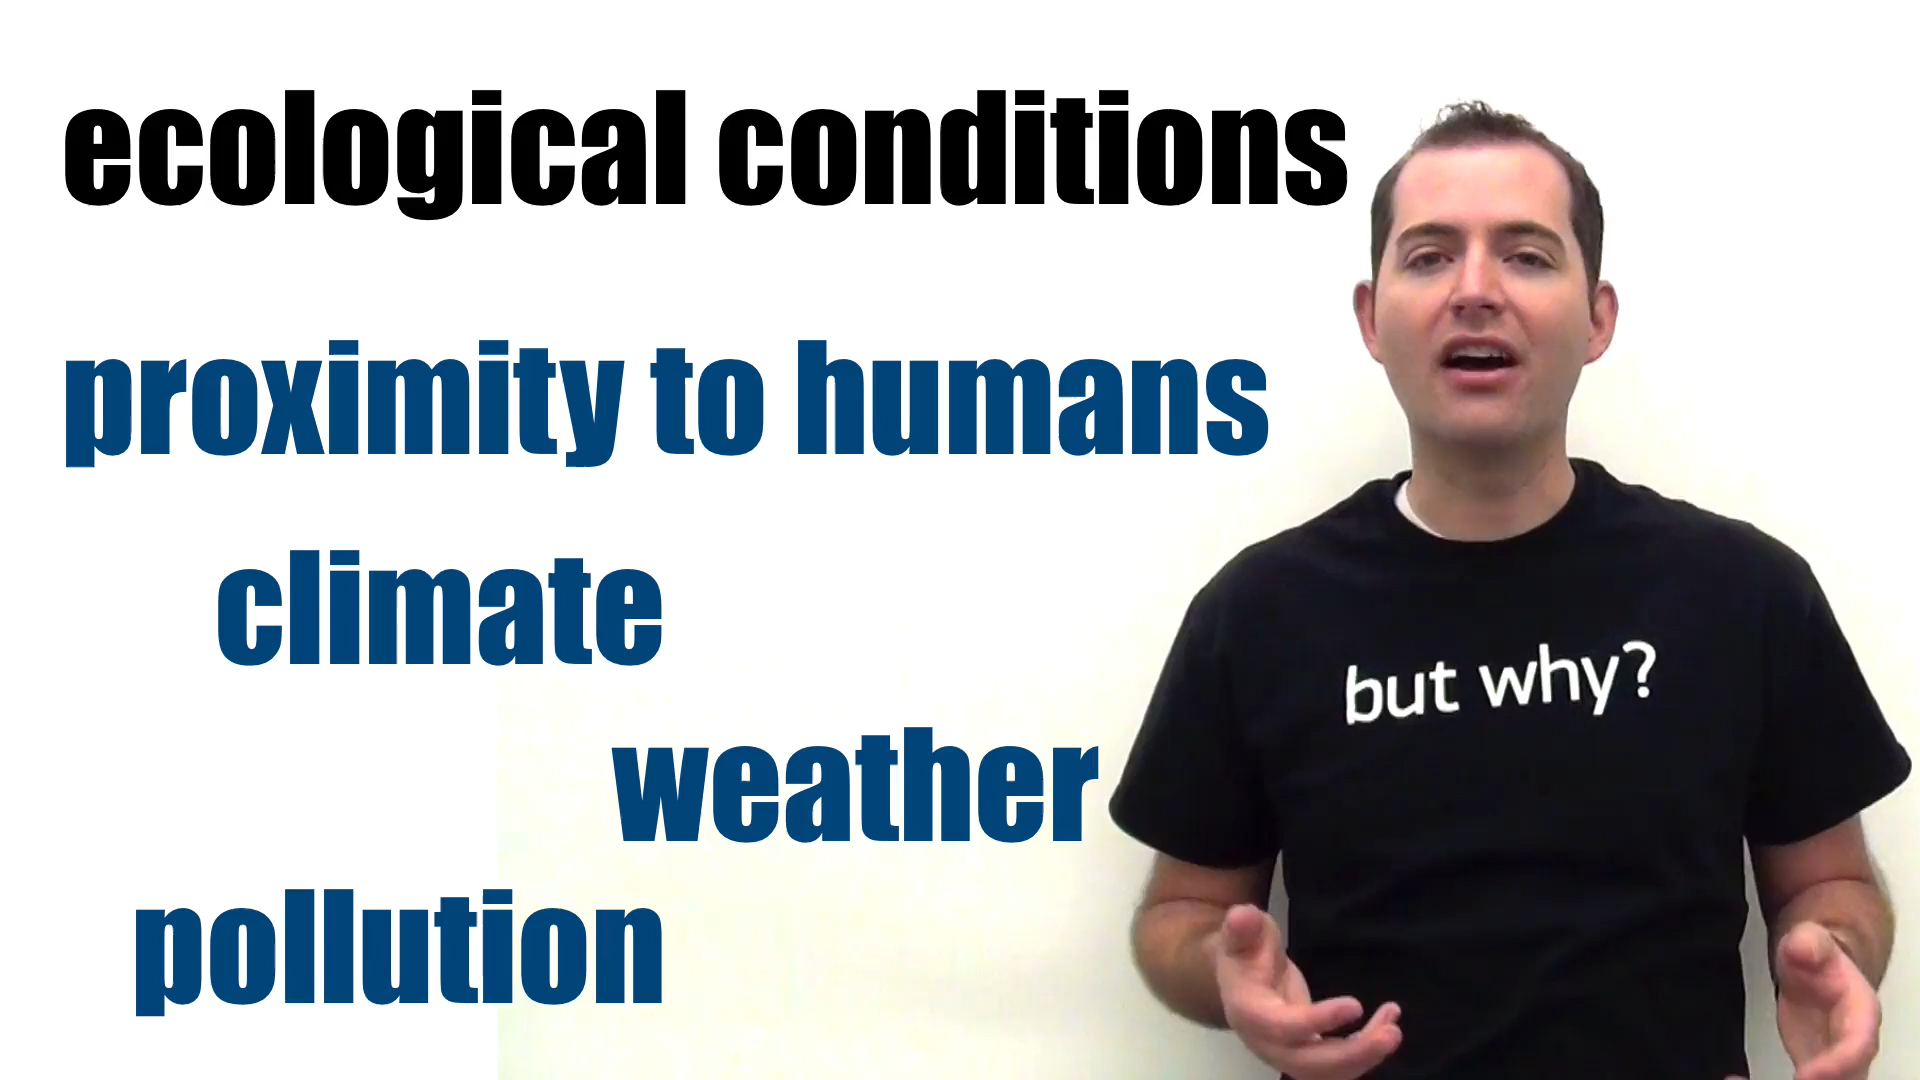 ecological conditions
proximity to humans
climate
weather
pollution
but why?